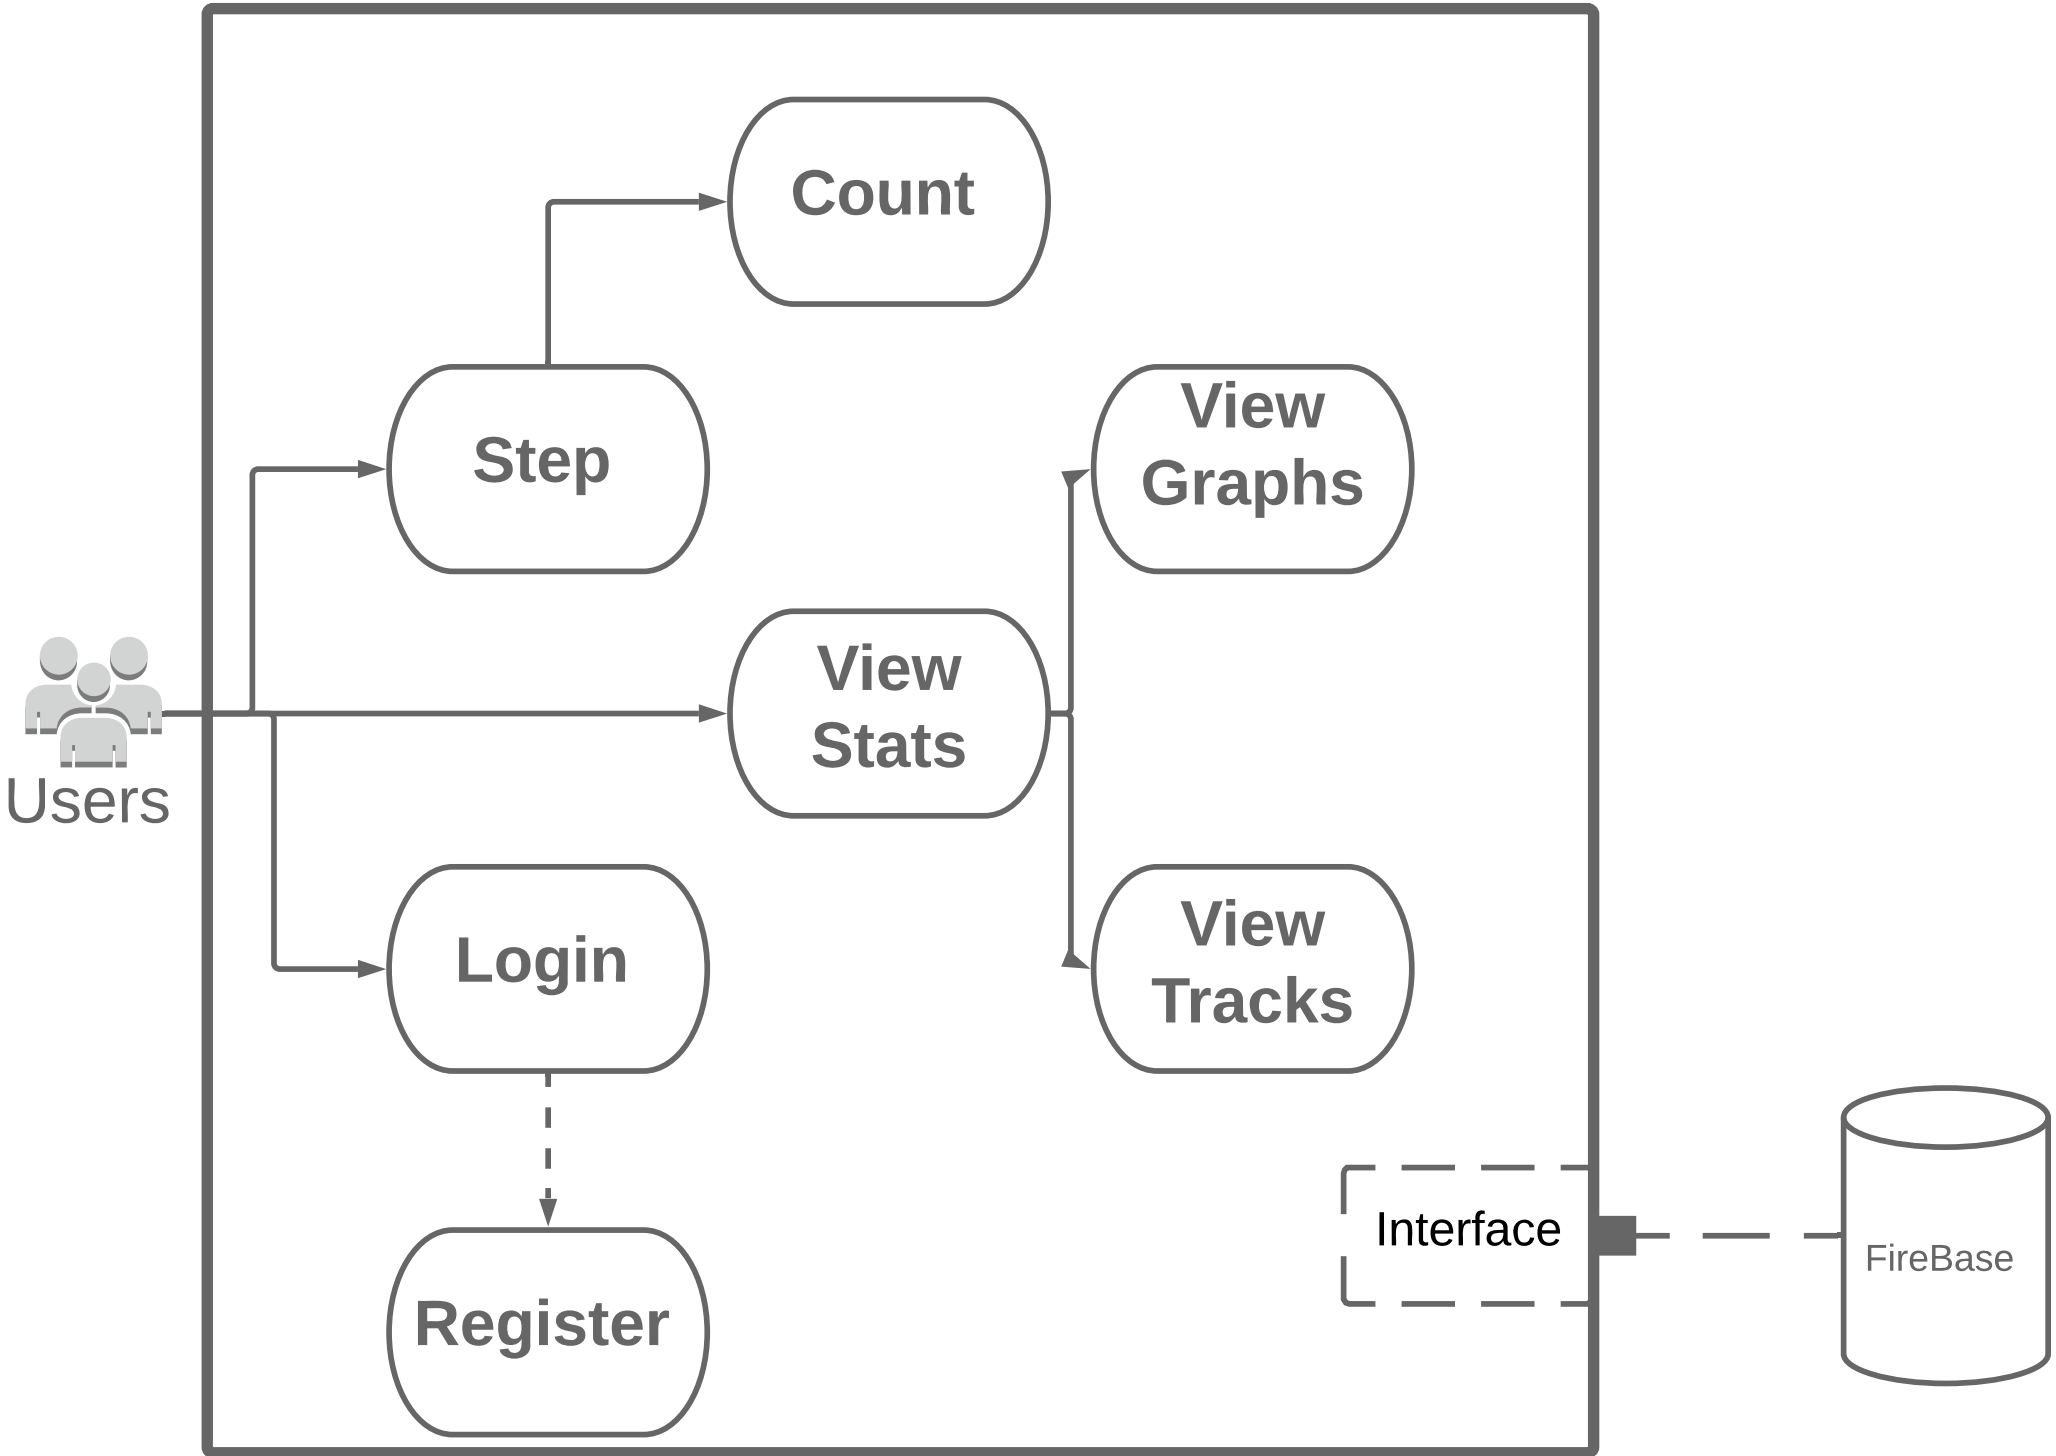 Count
Step
View
Graphs
View
Stats
Users
Login
View
Tracks
Interface
FireBase
Register